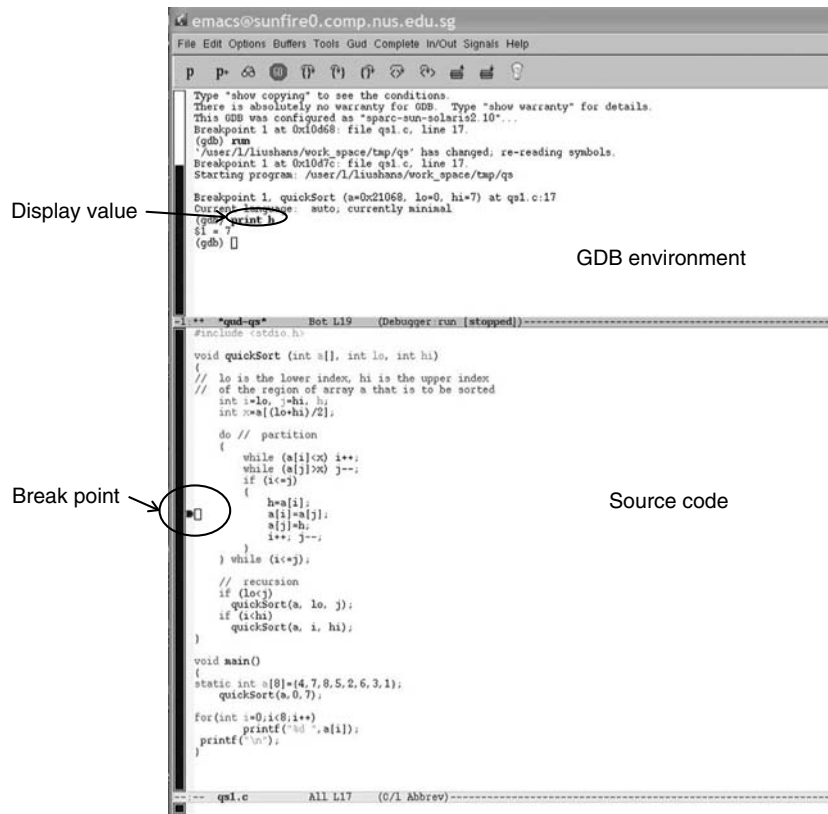 emacs@sunfire0.comp.nus.edu.sg
File Edit Options Buffers Tools Gud Complete In/Out Signals Help
Type "show copying" to see the conditions.
There is absolutely no warranty for GDB. Type "show warranty" for details.
This GDB was configured as "sparc-sun-solaris2.10"...
Breakpoint 1 at 0x10d68: file qs1.c, line 17.
(gdb) run
'/user/l/liushans/work_space/tmp/qs' has changed; re-reading symbols.
Breakpoint 1 at 0x10d7c: file qs1.c, line 17.
Starting program: /user/l/liushans/work_space/tmp/qs
Breakpoint 1, quickSort (a=0x21068, lo=0, hi=7) at qs1.c:17
Current language: auto; currently minimal
Display value
(gdb) print h
$1 = 7
(gdb)
GDB environment
-1:** *gud-qs* Bot L19 (Debugger:run [stopped])
#include <stdio.h>
void quickSort (int a[], int lo, int hi)
{
// lo is the lower index, hi is the upper index
// of the region of array a that is to be sorted
int i=lo, j=hi, h;
int x=a[(lo+hi)/2];
do // partition
{
while (a[i]<x) i++;
while (a[j]>x) j--;
if (i<=j)
{
Break point
h=a[i];
a[i]=a[j];
a[j]=h;
i++; j--;
}
} while (i<=j);
Source code
// recursion
if (lo<j)
quickSort(a, lo, j);
if (i<hi)
quickSort(a, i, hi);
}
void main()
{
static int a[8]={4,7,8,5,2,6,3,1};
quickSort(a,0,7);
for(int i=0;i<8;i++)
printf("%d ",a[i]);
printf("\n");
}
--:-- qs1.c All L17 (C/l Abbrev)